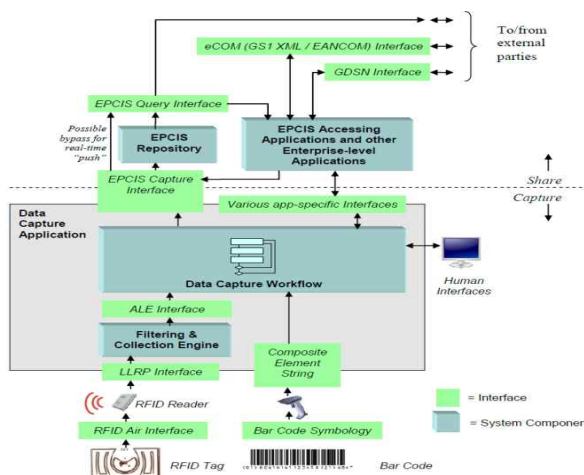 To/from
external
parties
eCOM (GS1 XML / EANCOM) Interface
GDSN Interface
EPCIS Query Interface
Possible
bypass for
real-time
"push"
EPCIS
Repository
EPCIS Accessing
Applications and other
Enterprise-level
Applications
EPCIS Capture
Interface
Share
Capture
Various app-specific Interfaces
Data
Capture
Application
Data Capture Workflow
Human
Interfaces
ALE Interface
Filtering &
Collection Engine
Composite
Element
String
LLRP Interface
RFID Reader
= Interface
RFID Air Interface
Bar Code Symbology
= System Component
RFID Tag
Bar Code